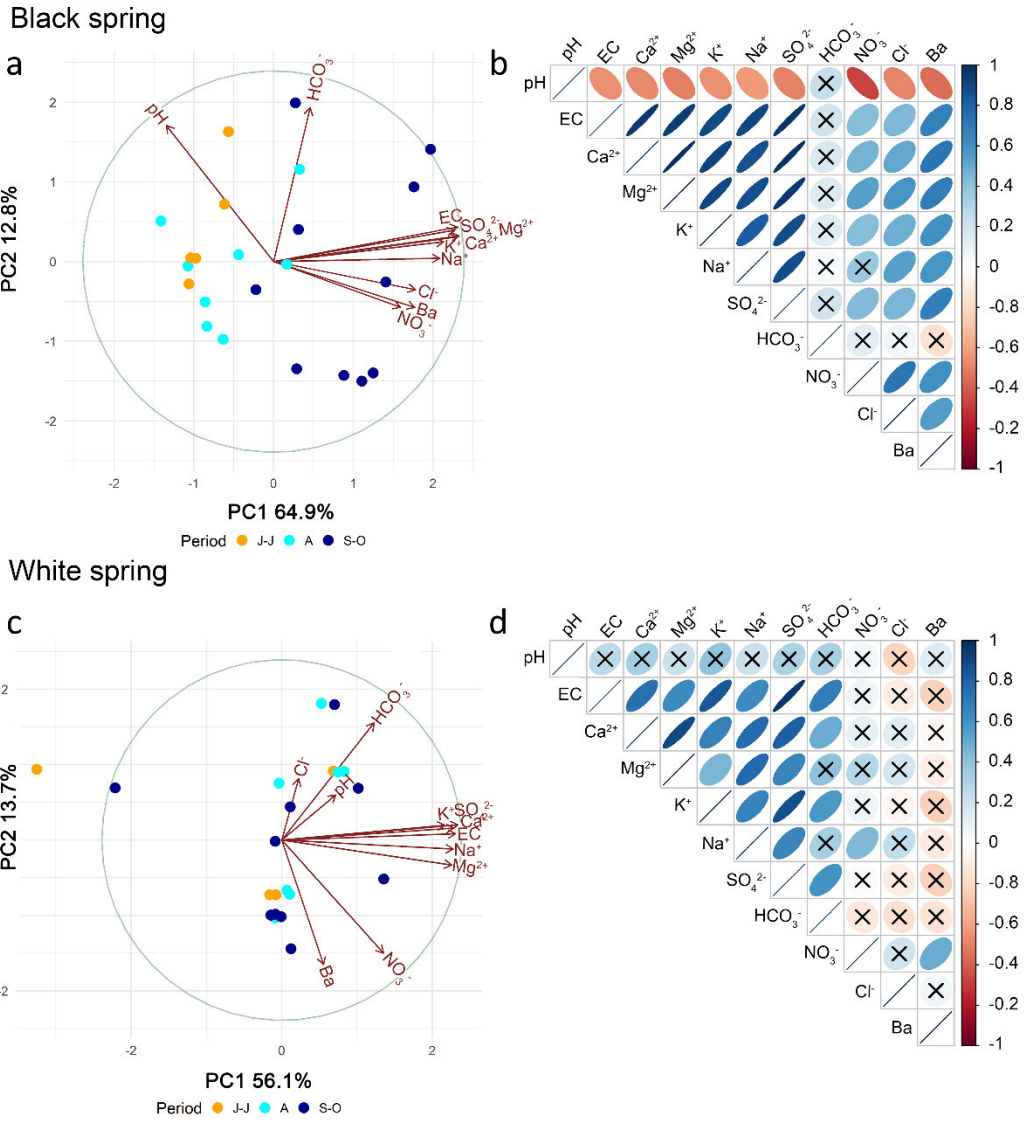 Black spring
a
PC2 12.8%
2
1
0
-1
-2
pH
HCO₃⁻
EC
SO₄²⁻
Mg²⁺
K⁺
Ca²⁺
Na⁺
Cl⁻
Ba
NO₃⁻
-2 -1 0 1 2
PC1 64.9%
Period J-J A S-O
b
pH EC Ca²⁺ Mg²⁺ K⁺ Na⁺ SO₄²⁻ HCO₃⁻ NO₃⁻ Cl⁻ Ba
pH
EC
Ca²⁺
Mg²⁺
K⁺
Na⁺
SO₄²⁻
HCO₃⁻
NO₃⁻
Cl⁻
Ba
1
0.8
0.6
0.4
0.2
0
-0.8
-0.6
-0.4
-0.2
-1
White spring
c
PC2 13.7%
2
0
-2
HCO₃⁻
Cl⁻
pH
K⁺
SO₄²⁻
Ca²⁺
EC
Na⁺
Mg²⁺
NO₃⁻
Ba
-2 0 2
PC1 56.1%
Period J-J A S-O
d
pH EC Ca²⁺ Mg²⁺ K⁺ Na⁺ SO₄²⁻ HCO₃⁻ NO₃⁻ Cl⁻ Ba
pH
EC
Ca²⁺
Mg²⁺
K⁺
Na⁺
SO₄²⁻
HCO₃⁻
NO₃⁻
Cl⁻
Ba
1
0.8
0.6
0.4
0.2
0
-0.8
-0.6
-0.4
-0.2
-1